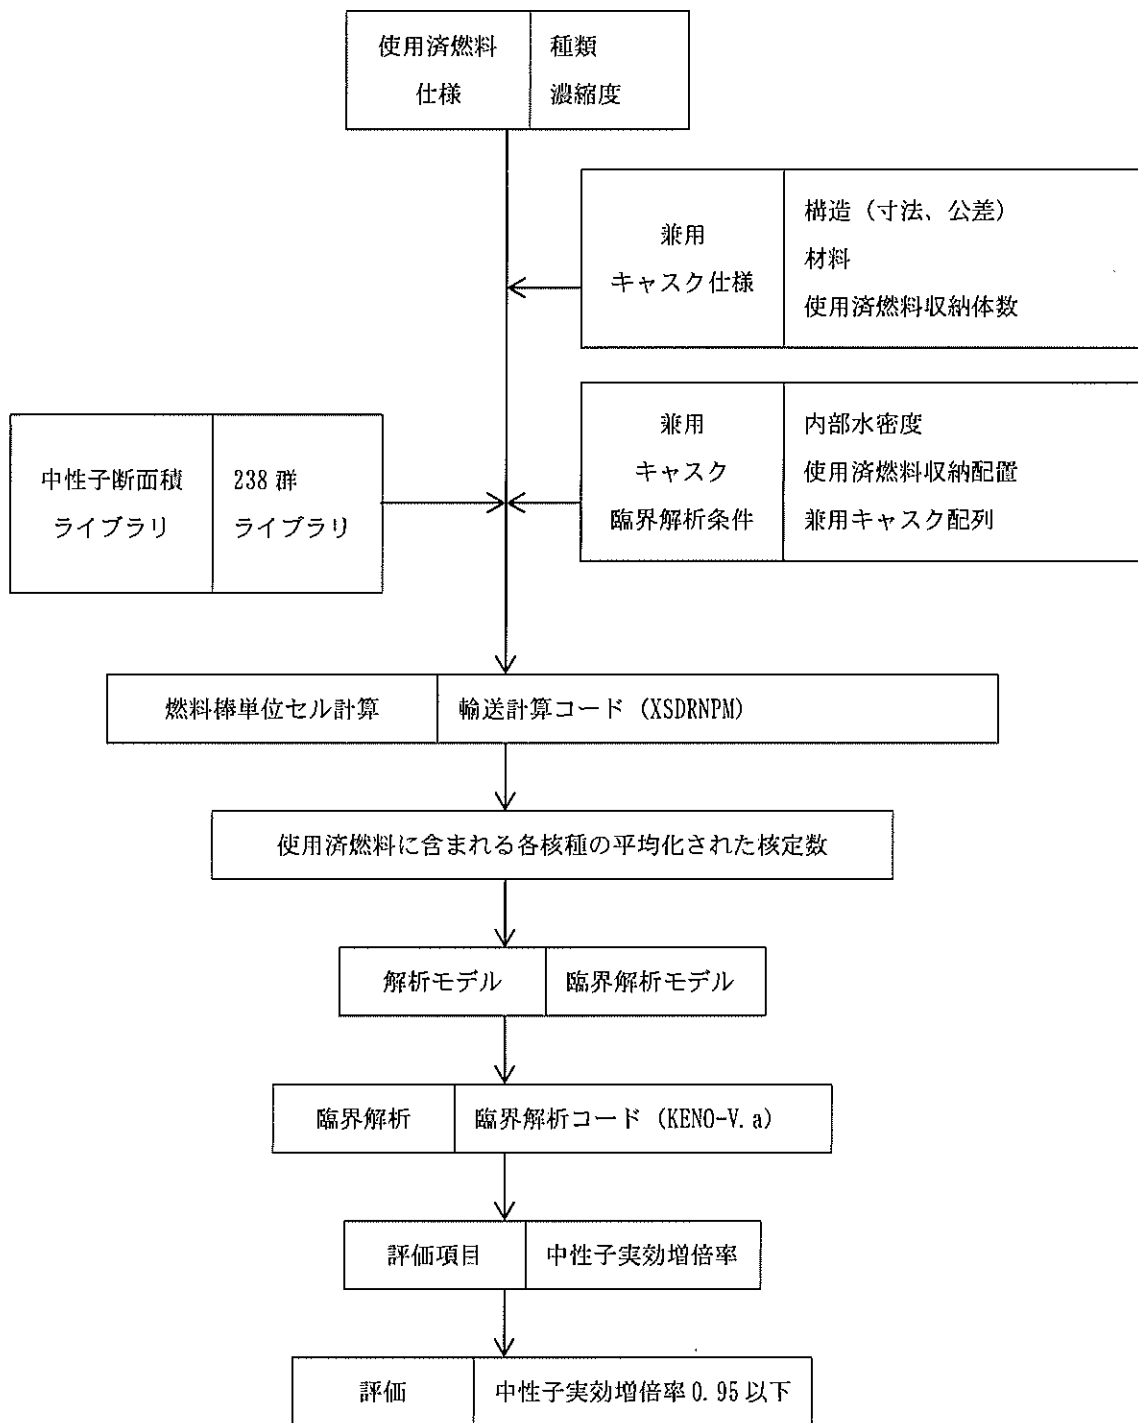 使用済燃料
仕様
種類
濃縮度
兼用
キャスク仕様
構造（寸法、公差）
材料
使用済燃料収納体数
中性子断面積
ライブラリ
238 群
ライブラリ
兼用
キャスク
臨界解析条件
内部水密度
使用済燃料収納配置
兼用キャスク配列
燃料棒単位セル計算
輸送計算コード（XSDRNPM）
使用済燃料に含まれる各核種の平均化された核定数
解析モデル
臨界解析モデル
臨界解析
臨界解析コード（KENO-V.a）
評価項目
中性子実効増倍率
評価
中性子実効増倍率 0.95 以下